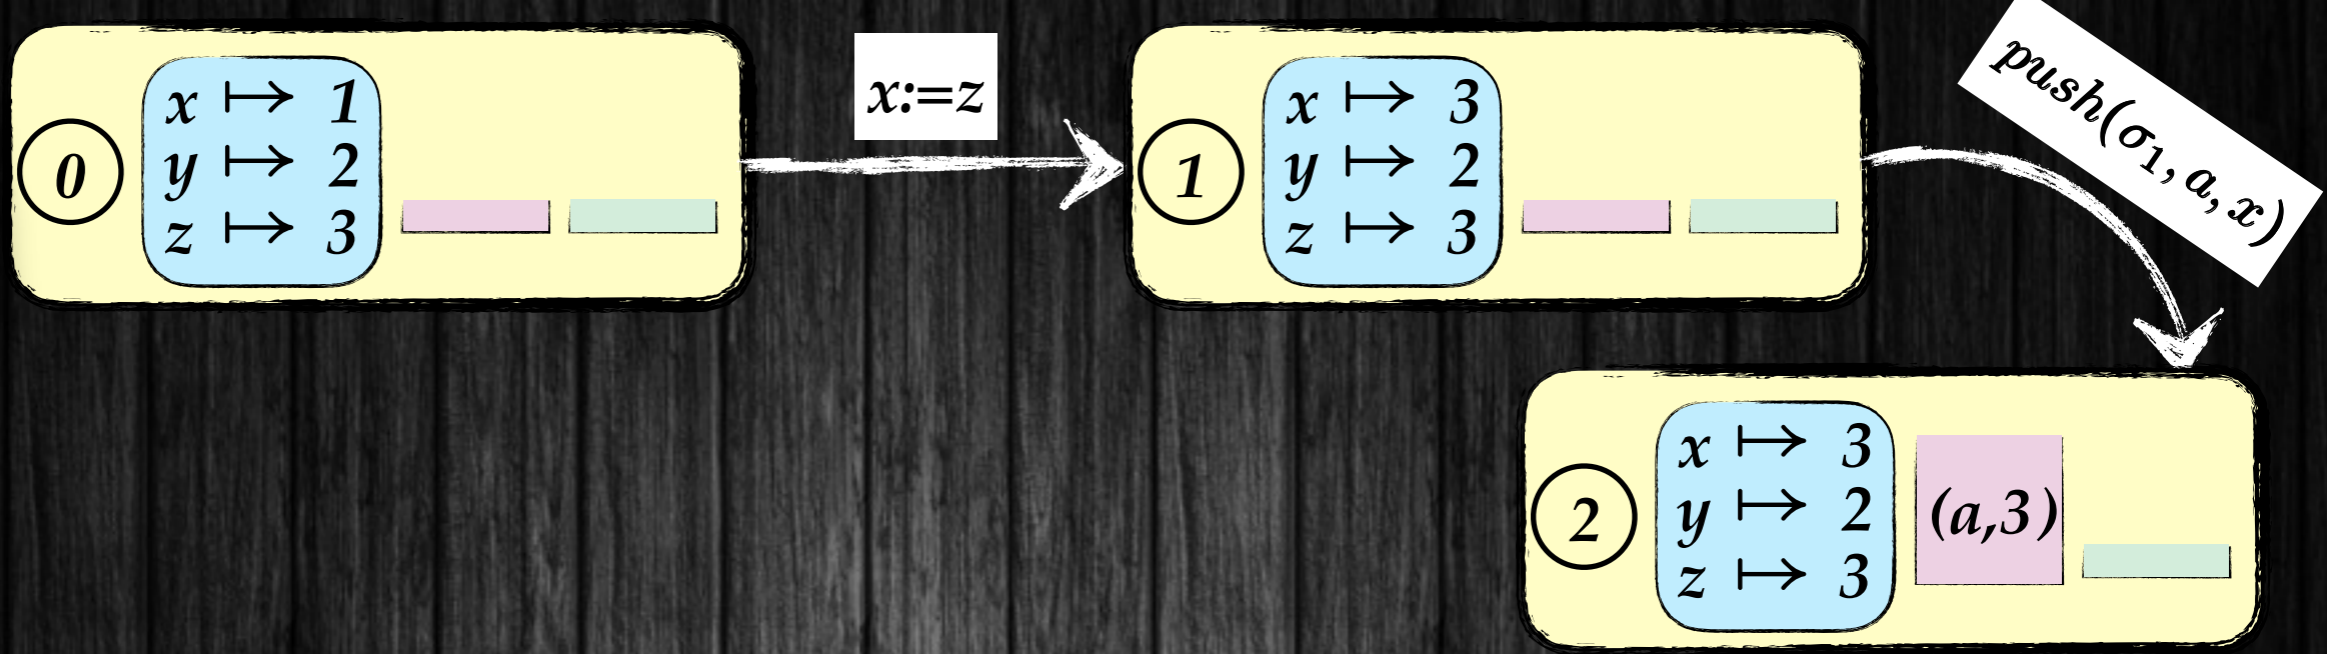 0
x ↦ 1
y ↦ 2
z ↦ 3
x:=z
1
x ↦ 3
y ↦ 2
z ↦ 3
push(σ₁, a, x)
2
x ↦ 3
y ↦ 2
z ↦ 3
(a,3)